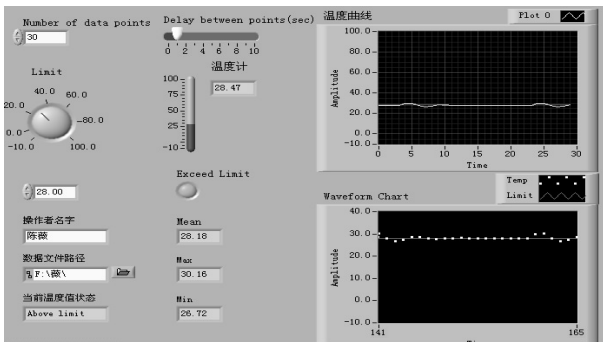 Number of data points
30
Delay between points(sec)
0 2 4 6 8 10
温度计
100
75
50
25
-10
28.47
Limit
40.0
60.0
20.0
80.0
0.0
-10.0
100.0
28.00
Exceed Limit
操作者名字
陈薇
数据文件路径
F:\薇\
当前温度值状态
Above limit
Mean
28.18
Max
30.16
Min
26.72
温度曲线
Plot 0
100.0
80.0
60.0
40.0
20.0
0.0
-10.0
Amplitude
0 5 10 15 20 25 30
Time
Temp
Limit
Waveform Chart
40.0
30.0
20.0
10.0
0.0
-10.0
Amplitude
141
165